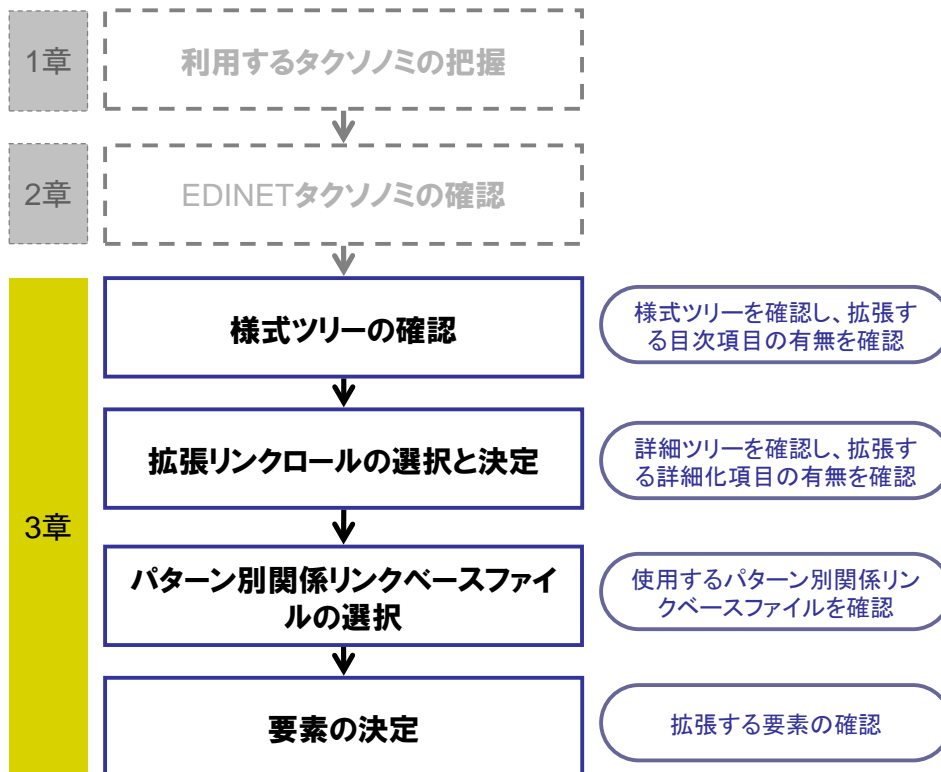 1章
利用するタクソノミの把握
2章
EDINETタクソノミの確認
3章
様式ツリーの確認
様式ツリーを確認し、拡張す
る目次項目の有無を確認
拡張リンクロールの選択と決定
詳細ツリーを確認し、拡張す
る詳細化項目の有無を確認
パターン別関係リンクベースファイ
ルの選択
使用するパターン別関係リン
クベースファイルを確認
要素の決定
拡張する要素の確認